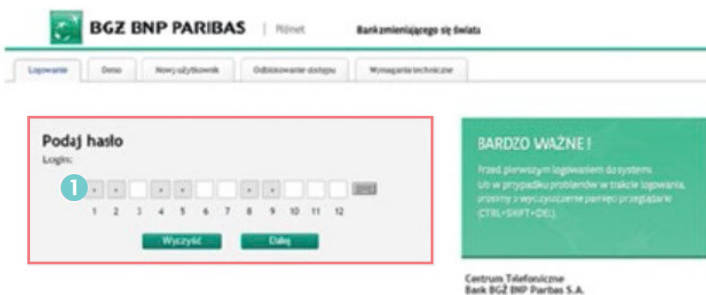 BGŻ BNP PARIBAS | Pl@net Bank zmieniającego się świata
Logowanie Demo Nowy użytkownik Odblokowanie dostępu Wymagania techniczne
Podaj hasło
Login:
1
1 2 3 4 5 6 7 8 9 10 11 12
Wyczyść Dalej
BARDZO WAŻNE !
Przed pierwszym logowaniem do systemu
lub w przypadku problemów w trakcie logowania,
prosimy o wyczyszczenie pamięci przeglądarki
(CTRL+SHIFT+DEL).
Centrum Telefoniczne
Bank BGŻ BNP Paribas S.A.